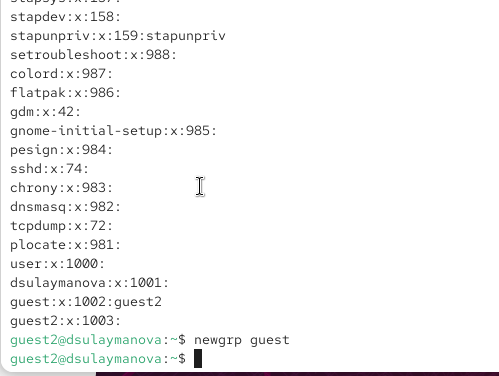 stapdev:x:158:
stapunpriv:x:159:stapunpriv
setroubleshoot:x:988:
colord:x:987:
flatpak:x:986:
gdm:x:42:
gnome-initial-setup:x:985:
pesign:x:984:
sshd:x:74:
chrony:x:983:
dnsmasq:x:982:
tcpdump:x:72:
plocate:x:981:
user:x:1000:
dsulaymanova:x:1001:
guest:x:1002:guest2
guest2:x:1003:
guest2@dsulaymanova:~$ newgrp guest
guest2@dsulaymanova:~$